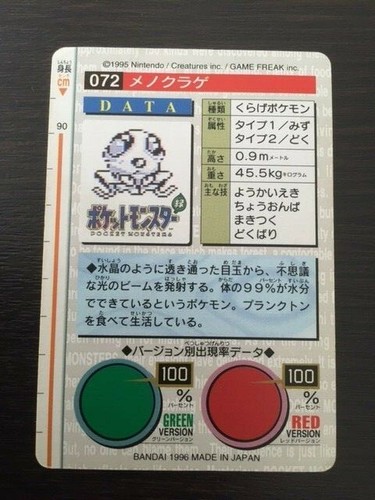 ©1995 Nintendo / Creatures inc. / GAME FREAK inc.
身長
cm
072 メノクラゲ
DATA
種類 くらげポケモン
属性 タイプ1/みず
タイプ2/どく
高さ 0.9mメートル
重さ 45.5kgキログラム
主な技 ようかいえき
ちょうおんぱ
まきつく
どくばり
90
ポケットモンスター 緑
POCKET MONSTERS
◆水晶のように透き通った目玉から、不思議
な光のビームを発射する。体の99%が水分
でできているというポケモン。プランクトン
を食べて生活している。
◆バージョン別出現率データ◆
100 %
パーセント
GREEN
VERSION
グリーンバージョン
100 %
パーセント
RED
VERSION
レッドバージョン
BANDAI 1996 MADE IN JAPAN